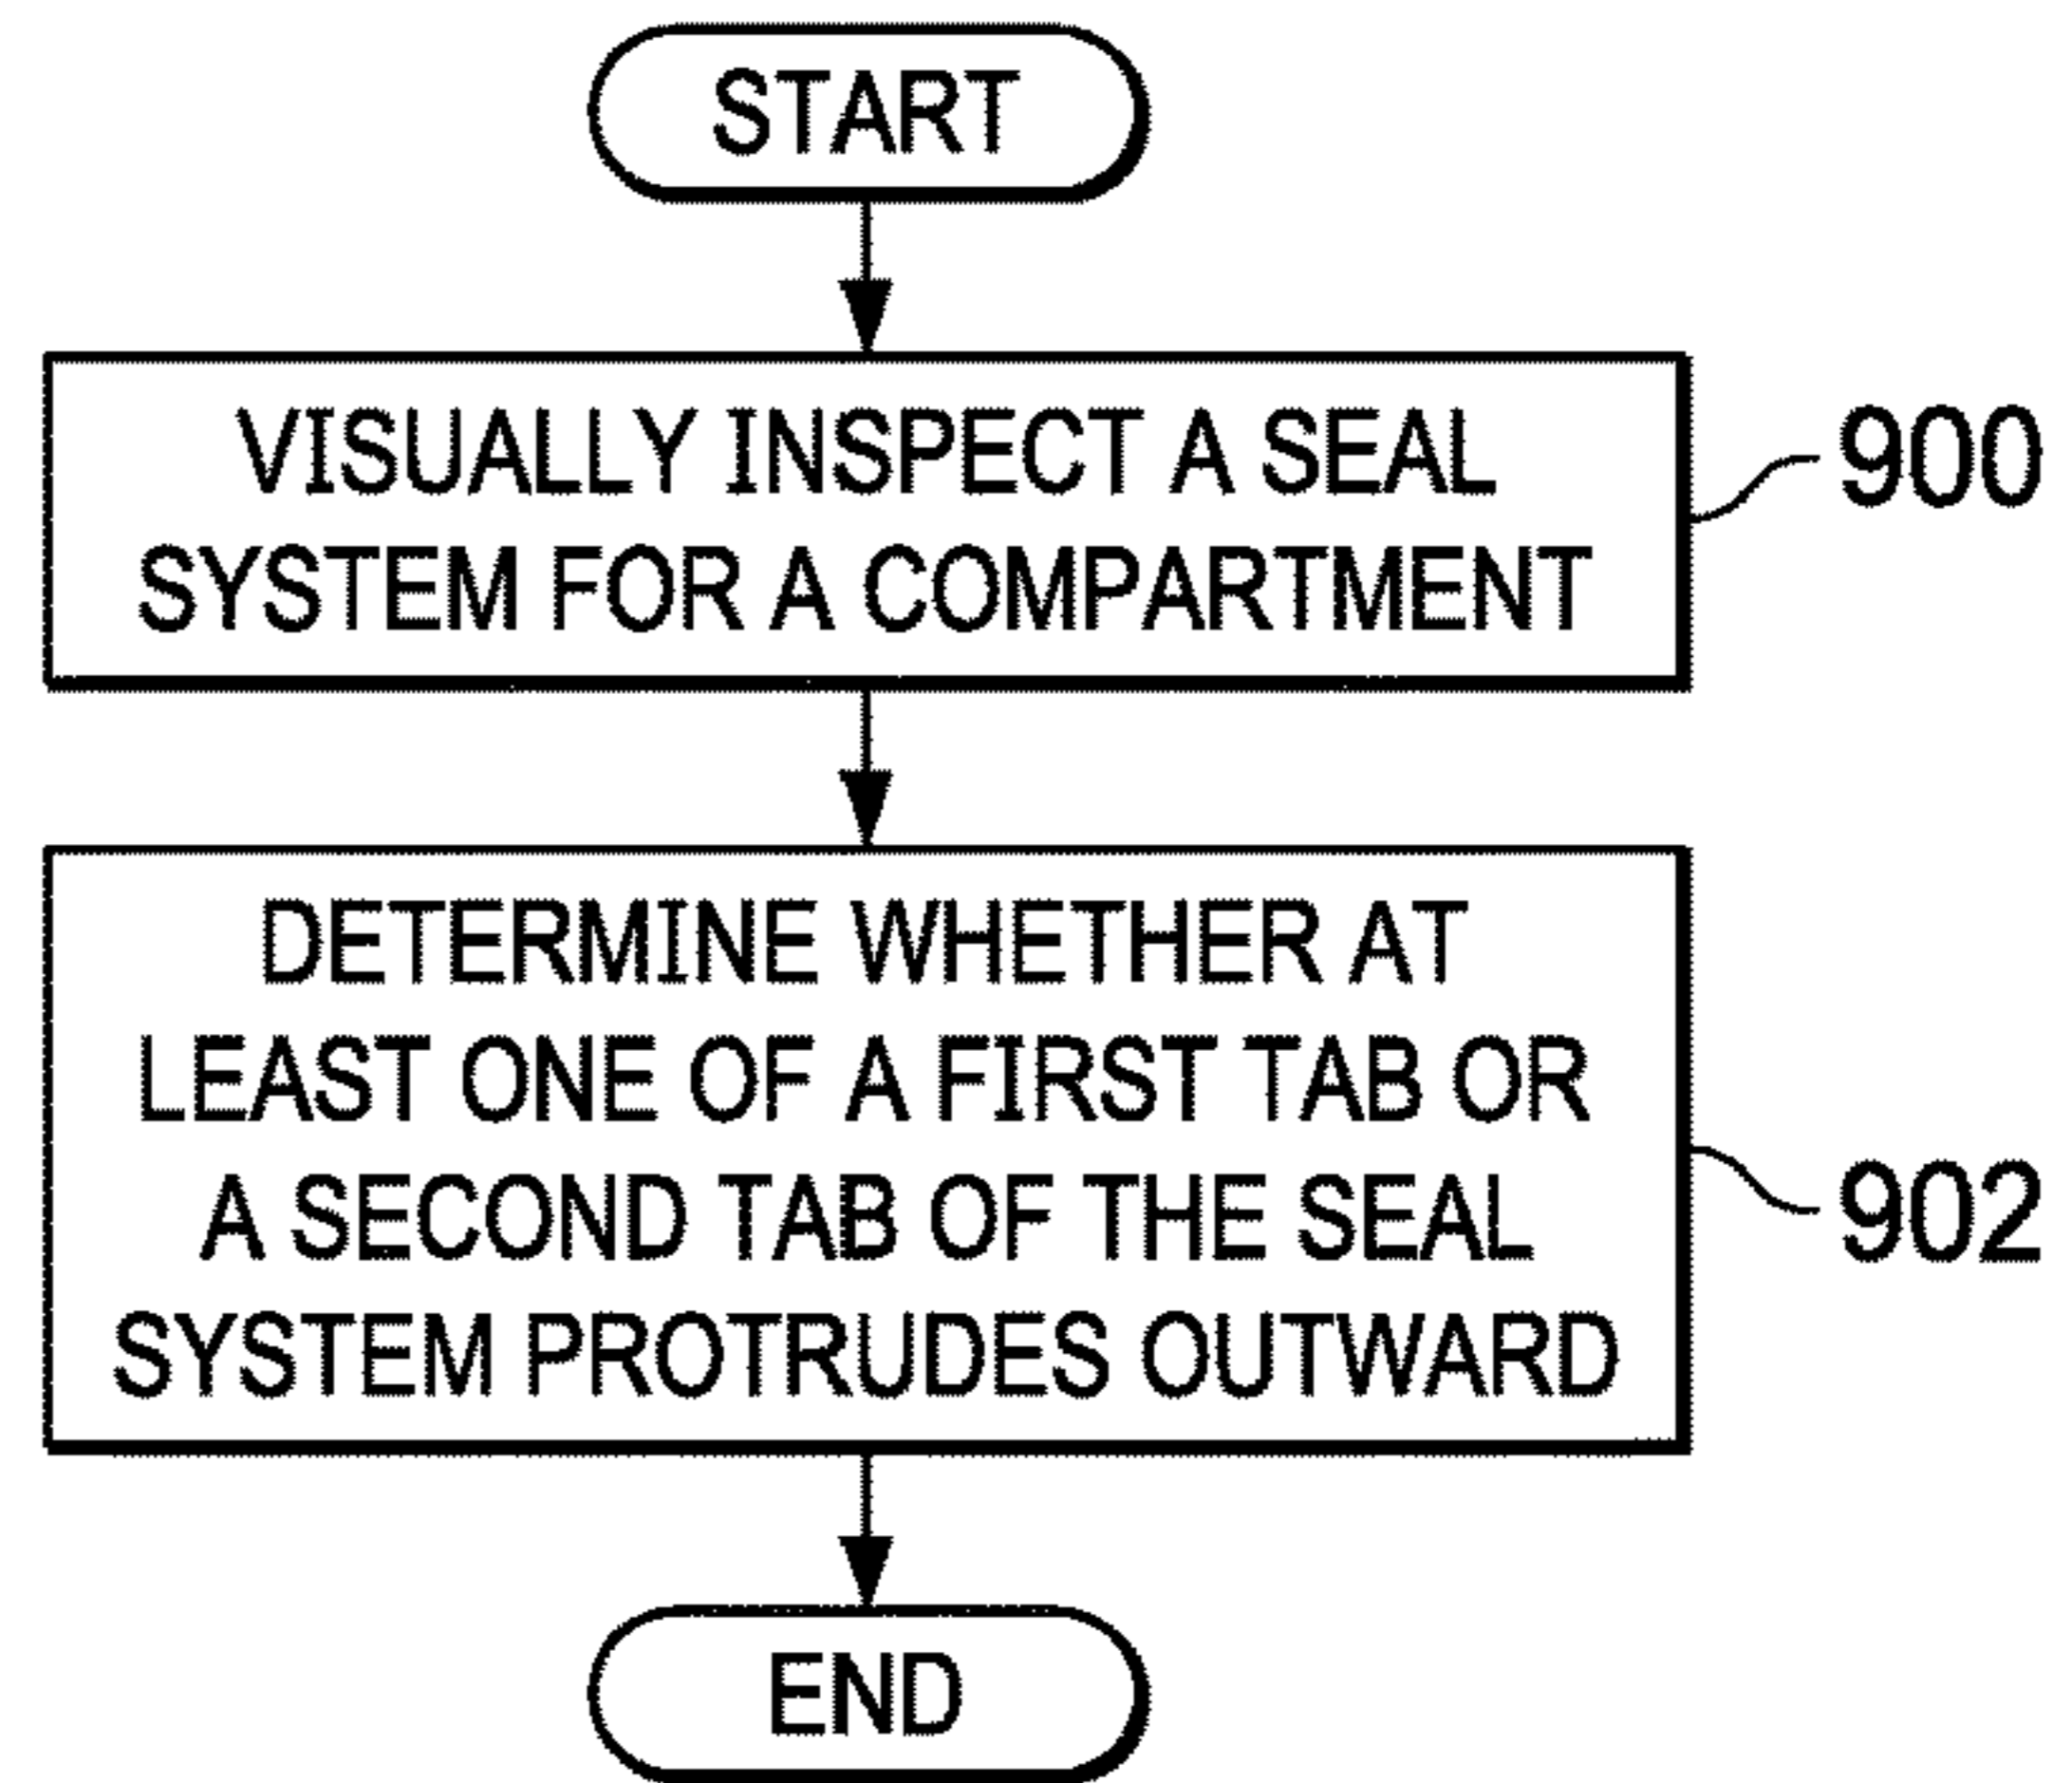 START
VISUALLY INSPECT A SEAL
SYSTEM FOR A COMPARTMENT
900
DETERMINE WHETHER AT
LEAST ONE OF A FIRST TAB OR
A SECOND TAB OF THE SEAL
SYSTEM PROTRUDES OUTWARD
902
END